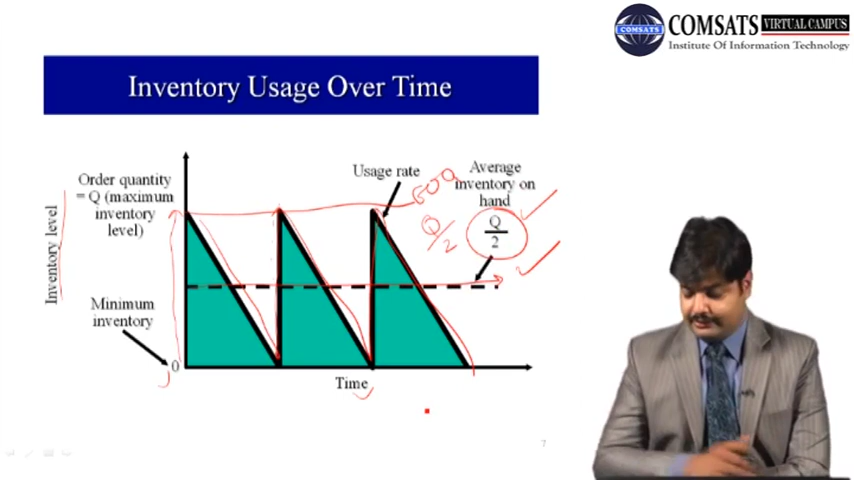 COMSATS
COMSATS VIRTUAL CAMPUS
Institute Of Information Technology
Inventory Usage Over Time
Order quantity
= Q (maximum
inventory
level)
Usage rate
Average
inventory on
hand
Q
2
Q/2
Inventory level
Minimum
inventory
0
Time
7